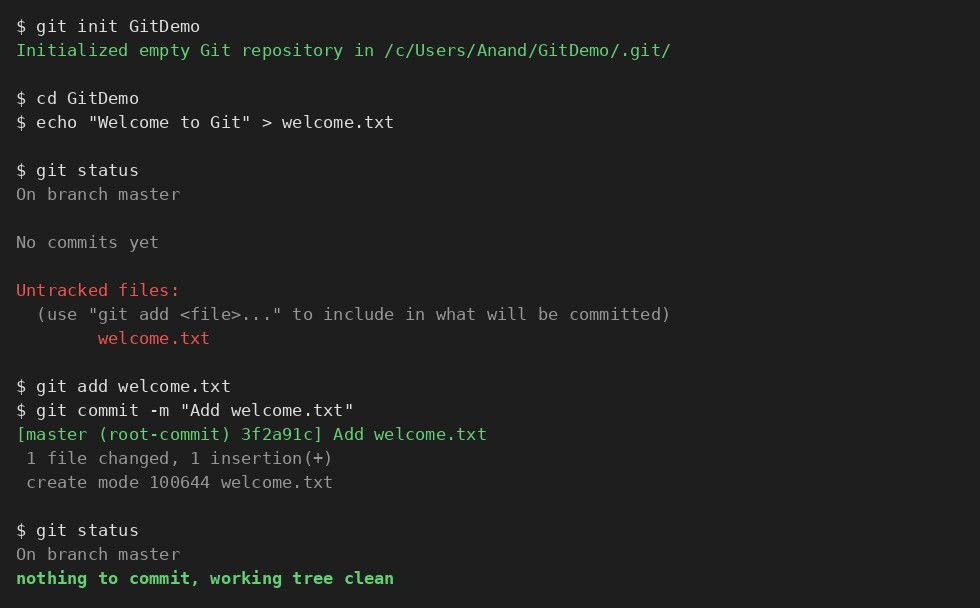 $ git init GitDemo
Initialized empty Git repository in /c/Users/Anand/GitDemo/.git/
$ cd GitDemo
$ echo "Welcome to Git" > welcome.txt
$ git status
On branch master
No commits yet
Untracked files:
  (use "git add <file>..." to include in what will be committed)
        welcome.txt
$ git add welcome.txt
$ git commit -m "Add welcome.txt"
[master (root-commit) 3f2a91c] Add welcome.txt
 1 file changed, 1 insertion(+)
 create mode 100644 welcome.txt
$ git status
On branch master
nothing to commit, working tree clean